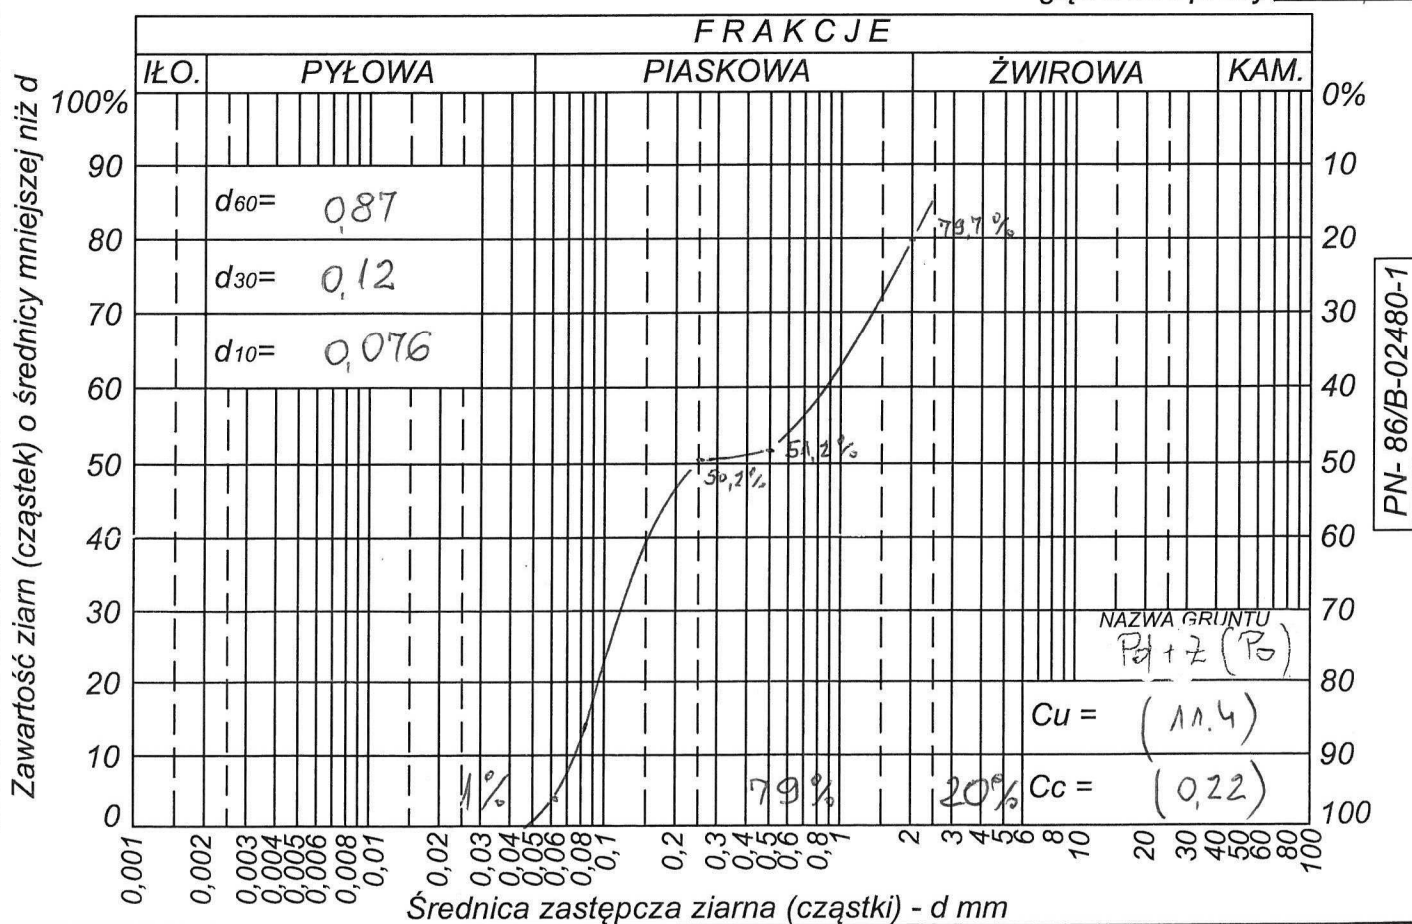 FRAKCJE
IŁO. PYŁOWA PIASKOWA ŻWIROWA KAM.
Zawartość ziarn (cząstek) o średnicy mniejszej niż d
100%
90
80
70
60
50
40
30
20
10
0
d60= 0,87
d30= 0,12
d10= 0,076
79,7 %
51,2 %
50,2 %
0%
10
20
30
40
50
60
70
80
90
100
PN- 86/B-02480-1
NAZWA GRUNTU
Pd + Ż (Po)
Cu = (11.4)
Cc = (0,22)
1% 79% 20%
0,001 0,002 0,003 0,004 0,005 0,006 0,008 0,01 0,02 0,03 0,04 0,05 0,06 0,08 0,1 0,2 0,3 0,4 0,5 0,6 0,8 1 2 3 4 5 6 8 10 20 30 40 50 60 80 100
Średnica zastępcza ziarna (cząstki) - d mm